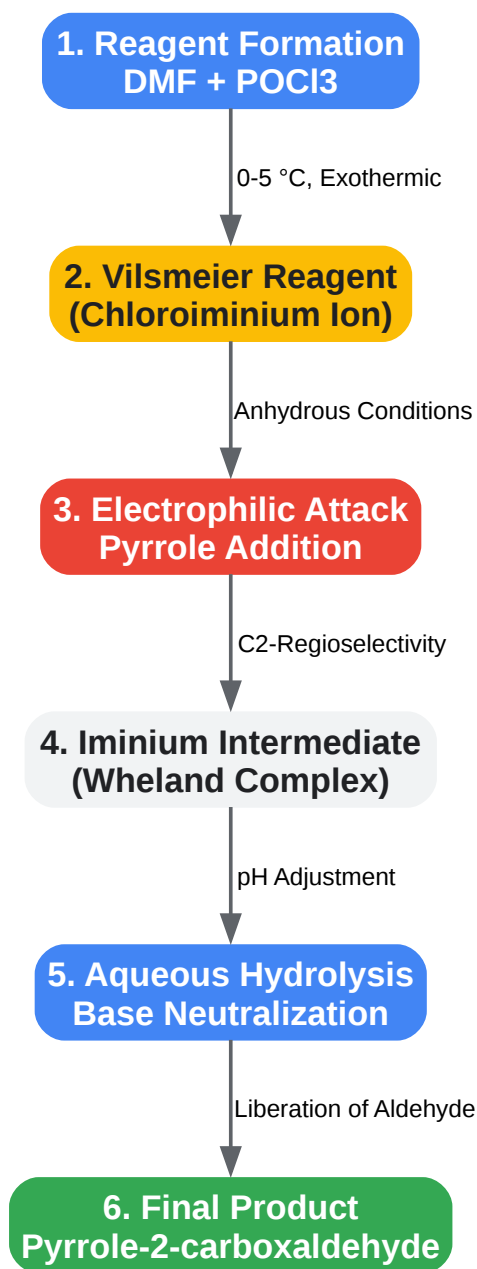 1. Reagent Formation
DMF + POCl3
0-5 °C, Exothermic
2. Vilsmeier Reagent
(Chloroiminium Ion)
Anhydrous Conditions
3. Electrophilic Attack
Pyrrole Addition
C2-Regioselectivity
4. Iminium Intermediate
(Wheland Complex)
pH Adjustment
5. Aqueous Hydrolysis
Base Neutralization
Liberation of Aldehyde
6. Final Product
Pyrrole-2-carboxaldehyde